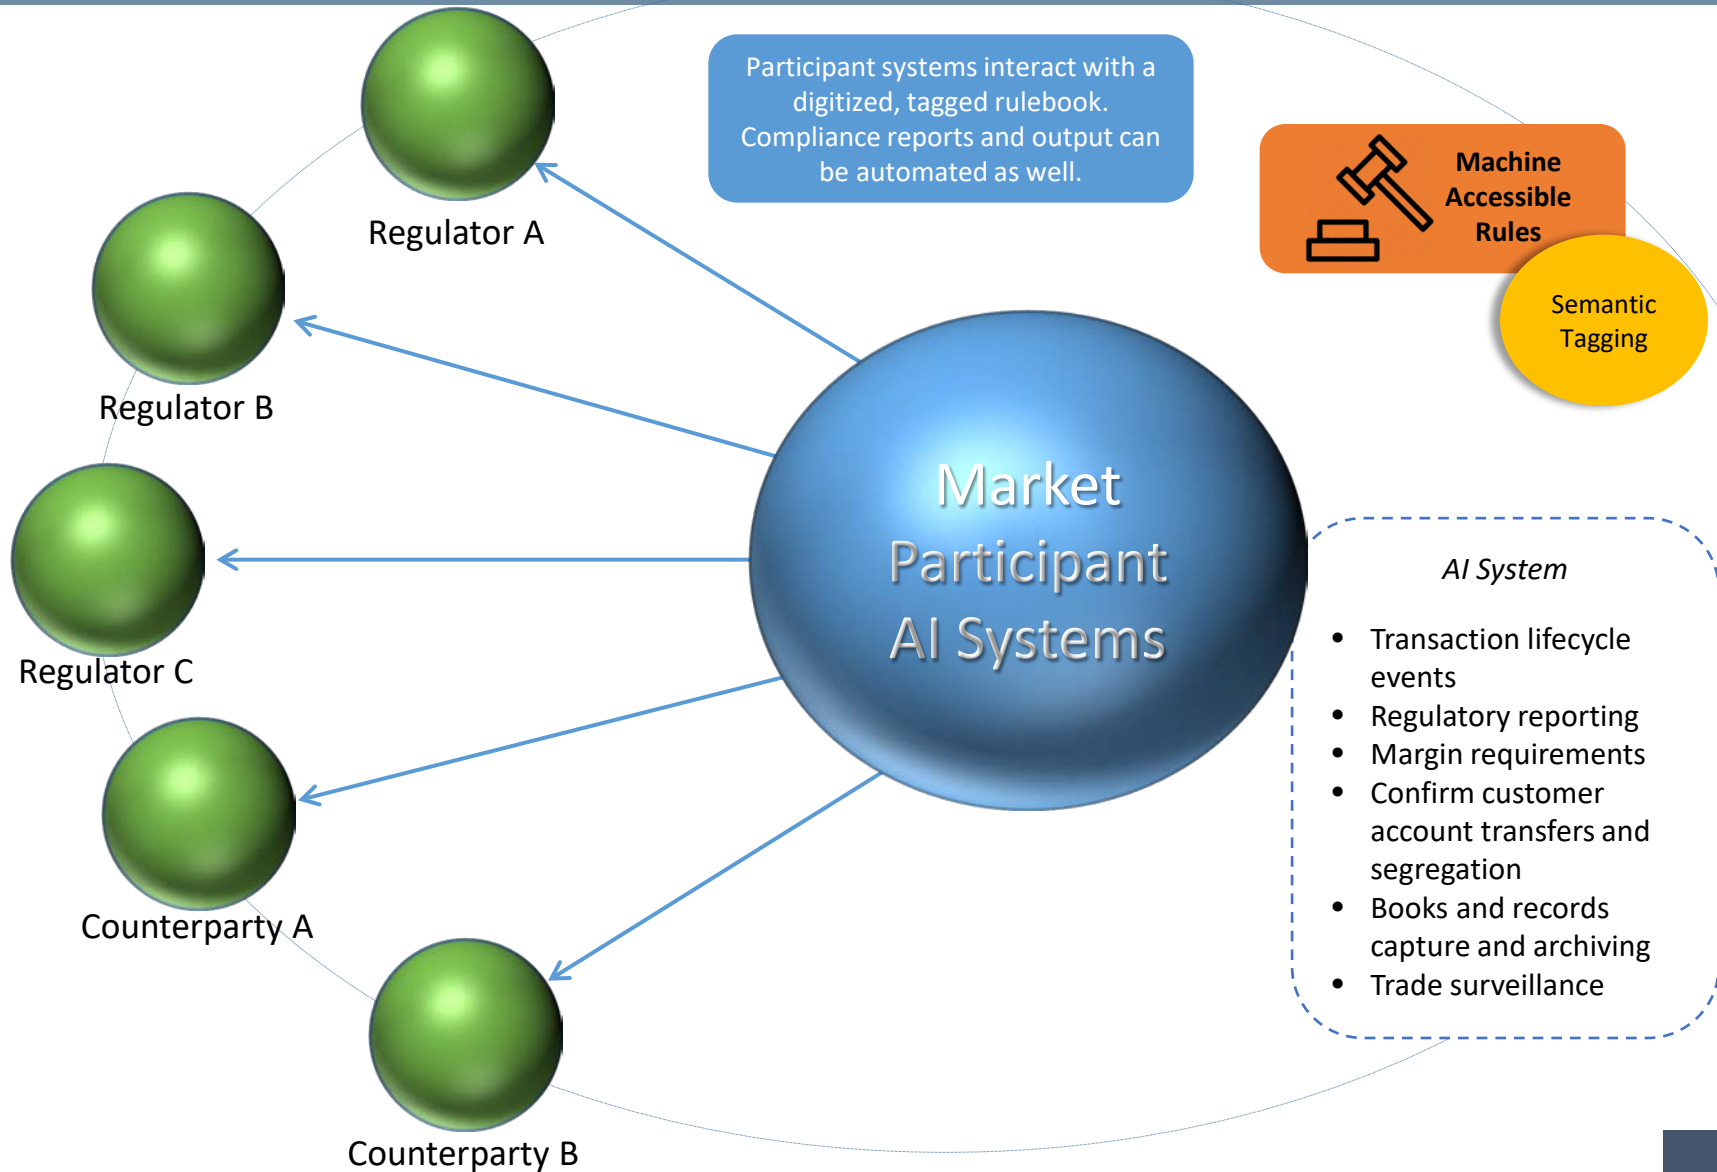 Participant systems interact with a
digitized, tagged rulebook.
Compliance reports and output can
be automated as well.
Machine
Accessible
Rules
Semantic
Tagging
Regulator A
Regulator B
Regulator C
Counterparty A
Counterparty B
Market
Participant
AI Systems
AI System
• Transaction lifecycle
events
• Regulatory reporting
• Margin requirements
• Confirm customer
account transfers and
segregation
• Books and records
capture and archiving
• Trade surveillance